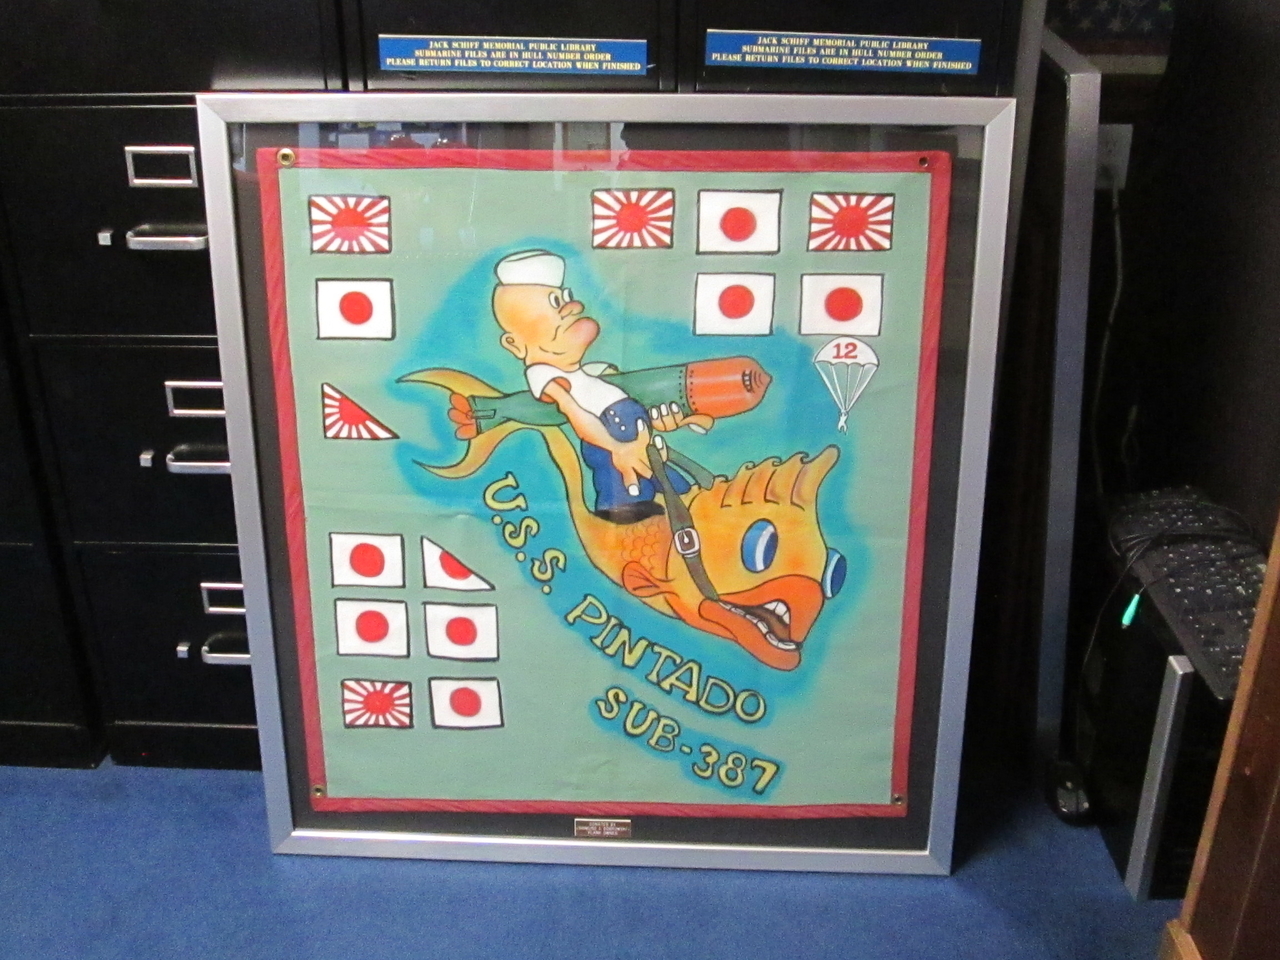 JACK SCHIFF MEMORIAL PUBLIC LIBRARY
SUBMARINE FILES ARE IN HULL NUMBER ORDER
PLEASE RETURN FILES TO CORRECT LOCATION WHEN FINISHED
JACK SCHIFF MEMORIAL PUBLIC LIBRARY
SUBMARINE FILES ARE IN HULL NUMBER ORDER
PLEASE RETURN FILES TO CORRECT LOCATION WHEN FINISHED
12
U.S.S. PINTADO
SUB-387
DONATED BY